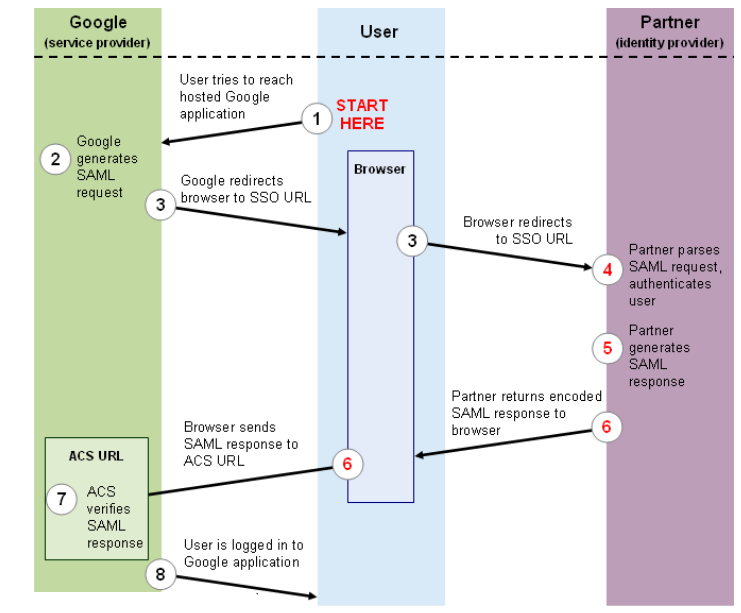 Google
(service provider)
User
Partner
(identity provider)
User tries to reach
hosted Google
application
1
START
HERE
2
Google
generates
SAML
request
Browser
3
Google redirects
browser to SSO URL
3
Browser redirects
to SSO URL
4
Partner parses
SAML request,
authenticates
user
5
Partner
generates
SAML
response
Partner returns encoded
SAML response to
browser
6
Browser sends
SAML response to
ACS URL
6
ACS URL
7
ACS
verifies
SAML
response
User is logged in to
Google application
8